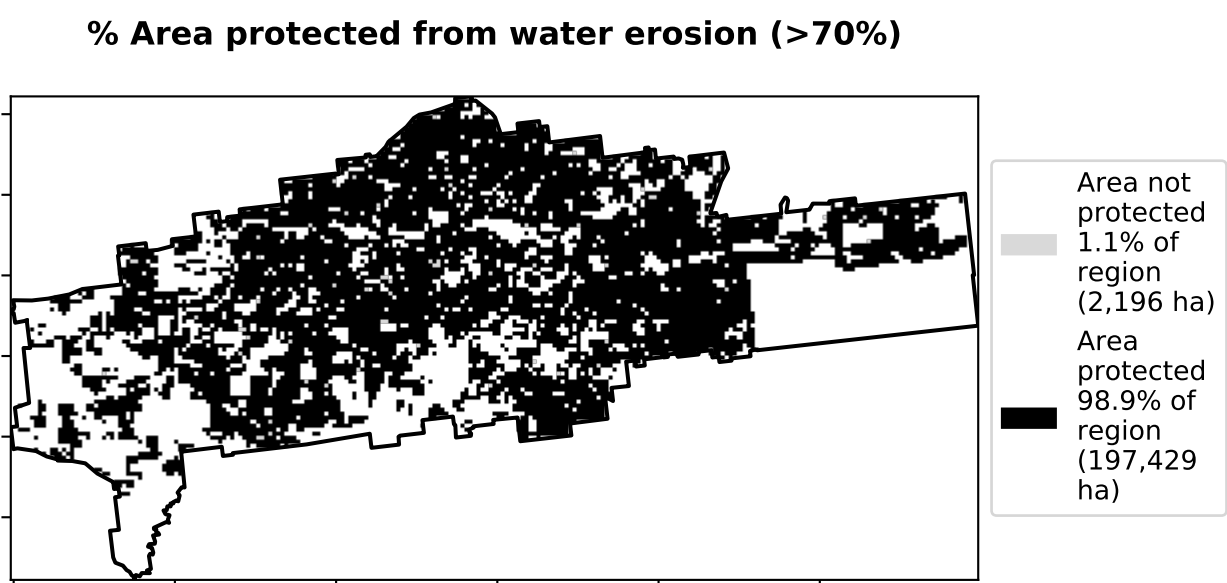 % Area protected from water erosion (>70%)
Area not
protected
1.1% of
region
(2,196 ha)
Area
protected
98.9% of
region
(197,429
ha)